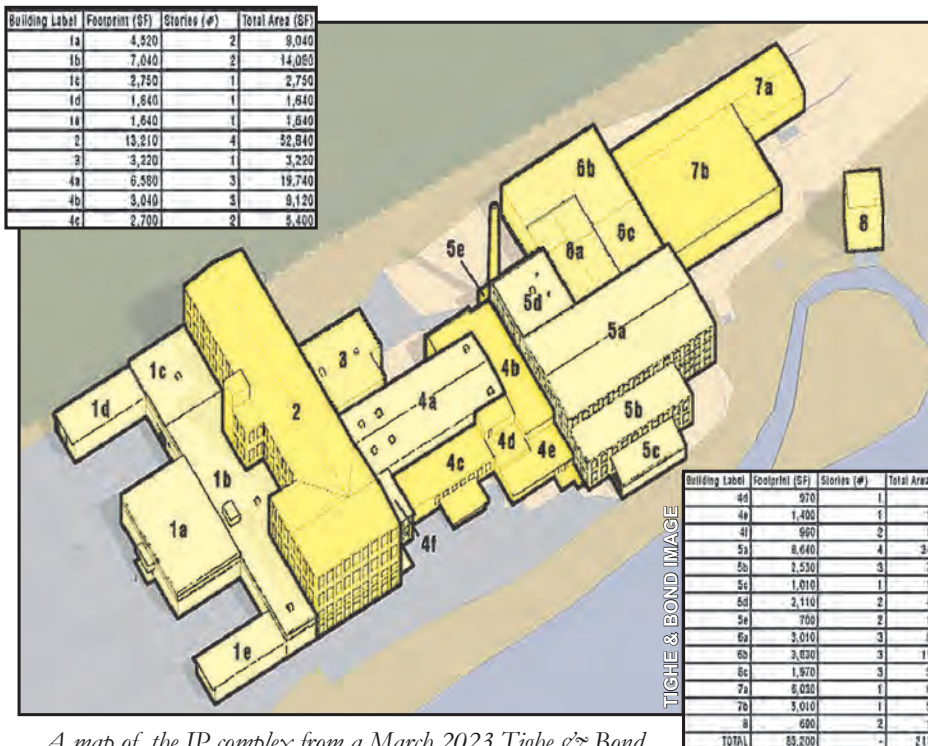 Building Label Footprint (SF) Stories (#) Total Area (SF)
1a 4,520 2 9,040
1b 7,040 2 14,080
1c 2,750 1 2,750
1d 1,640 1 1,640
1e 1,640 1 1,640
2 13,210 4 52,840
3 3,220 1 3,220
4a 6,580 3 19,740
4b 3,040 3 9,120
4c 2,700 2 5,400
7a
6b
7b
8
6c
6a
5e
5d
5a
3
4b
1c
4a
1d
2
5b
4d
4c
4e
5c
1b
1a
4f
1e
TIGHE & BOND IMAGE
Building Label Footprint (SF) Stories (#) Total Area
4d 970 1
4e 1,400 1
4f 2
5a 8,640 4
5b 2,530 3
5c 1,010 1
5d 2,110 2
5e 700 2
6a 3,010 3
6b 3
6c 1,970 3
7a 1
7b 1
8 2
TOTAL 85,200 -
A map of the IP complex from a March 2023 Tighe & Bond